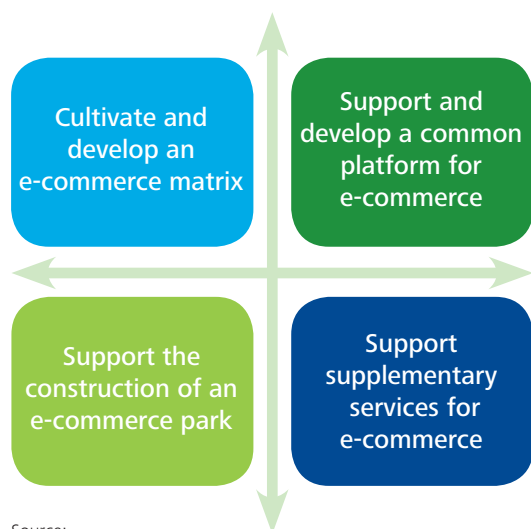 Cultivate and
develop an
e-commerce matrix
Support and
develop a common
platform for
e-commerce
Support the
construction of an
e-commerce park
Support
supplementary
services for
e-commerce
Source: